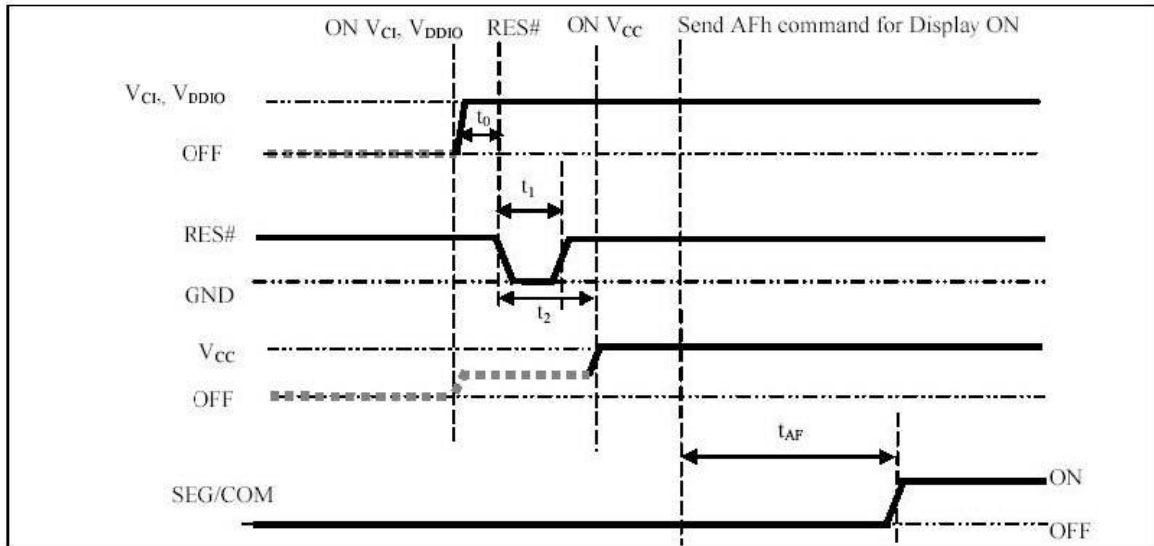 ON VCI, VDDIO RES# ON VCC Send AFh command for Display ON
VCI,, VDDIO
t0
OFF
t1
RES#
GND
t2
VCC
OFF
tAF
ON
SEG/COM
OFF